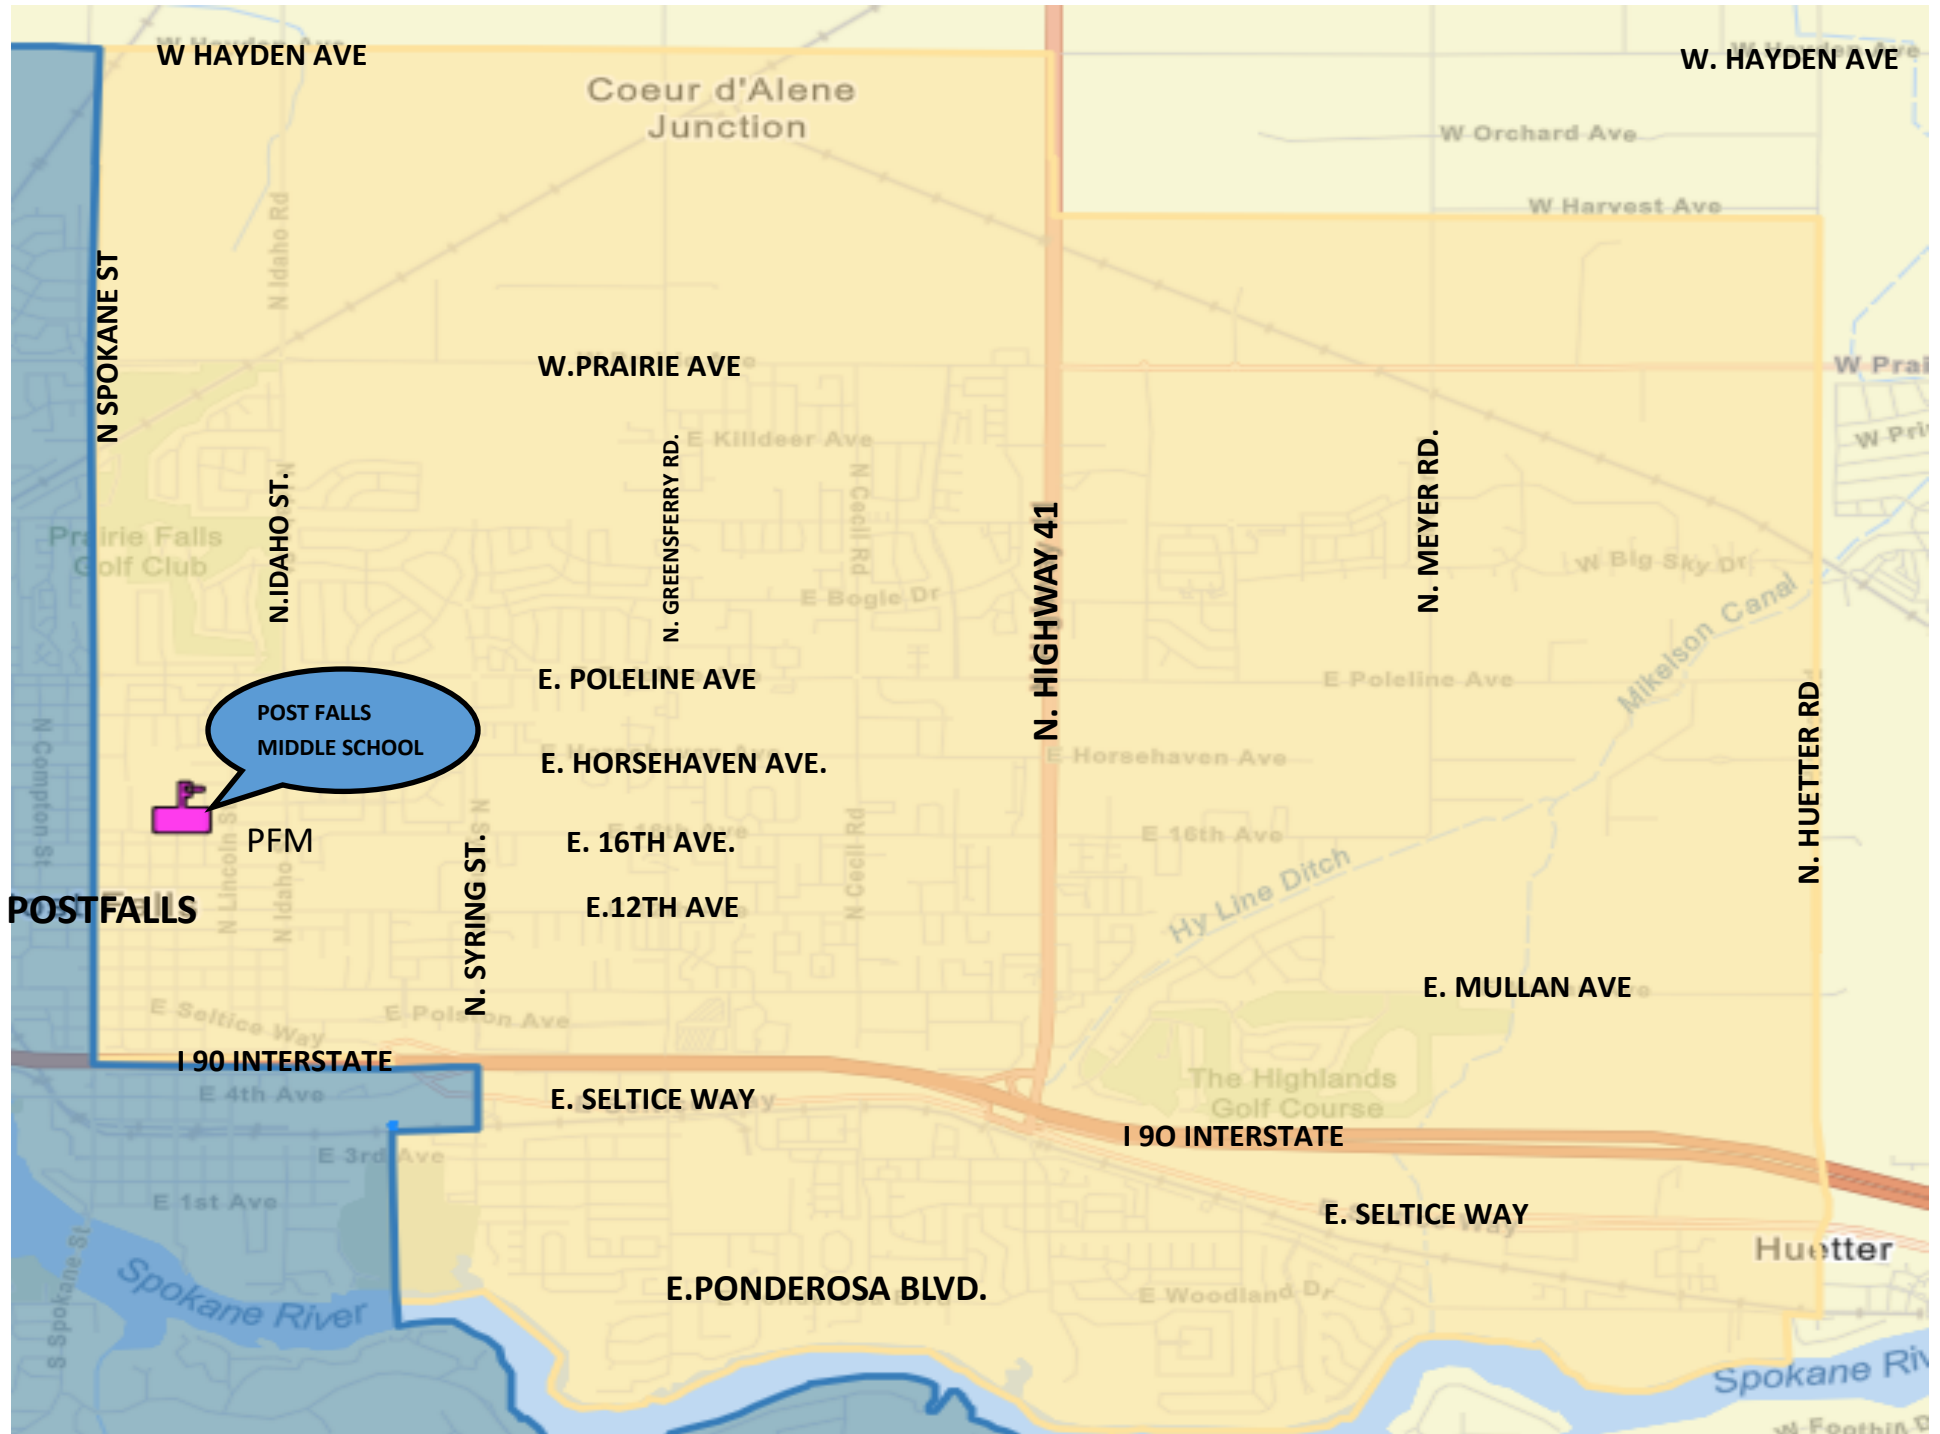 W HAYDEN AVE
W. HAYDEN AVE
Coeur d'Alene
Junction
W Orchard Ave
W Harvest Ave
N Idaho Rd
N SPOKANE ST
W.PRAIRIE AVE
W Prai
E Killdeer Ave
W Pri
N. GREENSFERRY RD.
N Cecil Rd
N. MEYER RD.
N.IDAHO ST.
N. HIGHWAY 41
Prairie Falls
Golf Club
W Big Sky Dr
E Bogle Dr
Mikelson Canal
E. POLELINE AVE
E Poleline Ave
POST FALLS
MIDDLE SCHOOL
N Compton St
E. HORSEHAVEN AVE.
E Horsehaven Ave
N. HUETTER RD
PFM
E. 16TH AVE.
E 16th Ave
N Lincoln St
N Idaho
N. SYRING ST.
N Cecil Rd
Hy Line Ditch
POSTFALLS
E.12TH AVE
E. MULLAN AVE
E Seltice Way
E Polston Ave
I 90 INTERSTATE
E 4th Ave
E. SELTICE WAY
The Highlands
Golf Course
I 9O INTERSTATE
E 3rd Ave
E 1st Ave
E. SELTICE WAY
Huetter
S Spokane St
Spokane River
E.PONDEROSA BLVD.
E Woodland Dr
Spokane Riv
W Foothill D